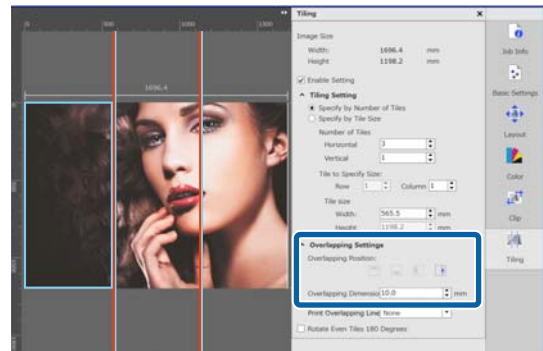 Tiling
0 500 1000 1500
Image Size
Job Info
Width: 1696.4 mm
Height 1198.2 mm
Enable Setting
Tiling Setting
Basic Settings
1696.4
Specify by Number of Tiles
Specify by Tile Size
Number of Tiles
Layout
Horizontal 3
Vertical 1
Tile to Specify Size:
Color
Row 1 Column 1
Tile size
Width: 565.5 mm
Clip
Height 1198.2 mm
Overlapping Settings
Overlapping Position:
Tiling
Overlapping Dimensio 10.0 mm
Print Overlapping Line None
Rotate Even Tiles 180 Degrees